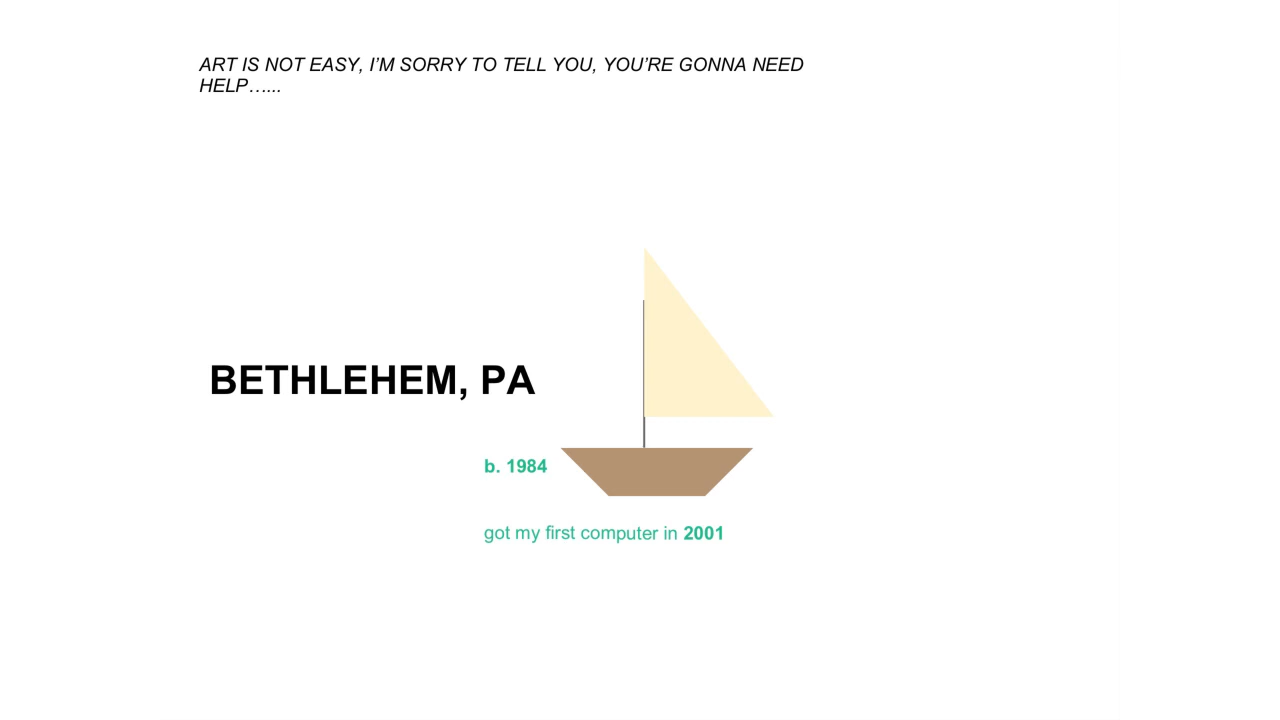 ART IS NOT EASY, I’M SORRY TO TELL YOU, YOU’RE GONNA NEED
HELP…...
BETHLEHEM, PA
b. 1984
got my first computer in 2001